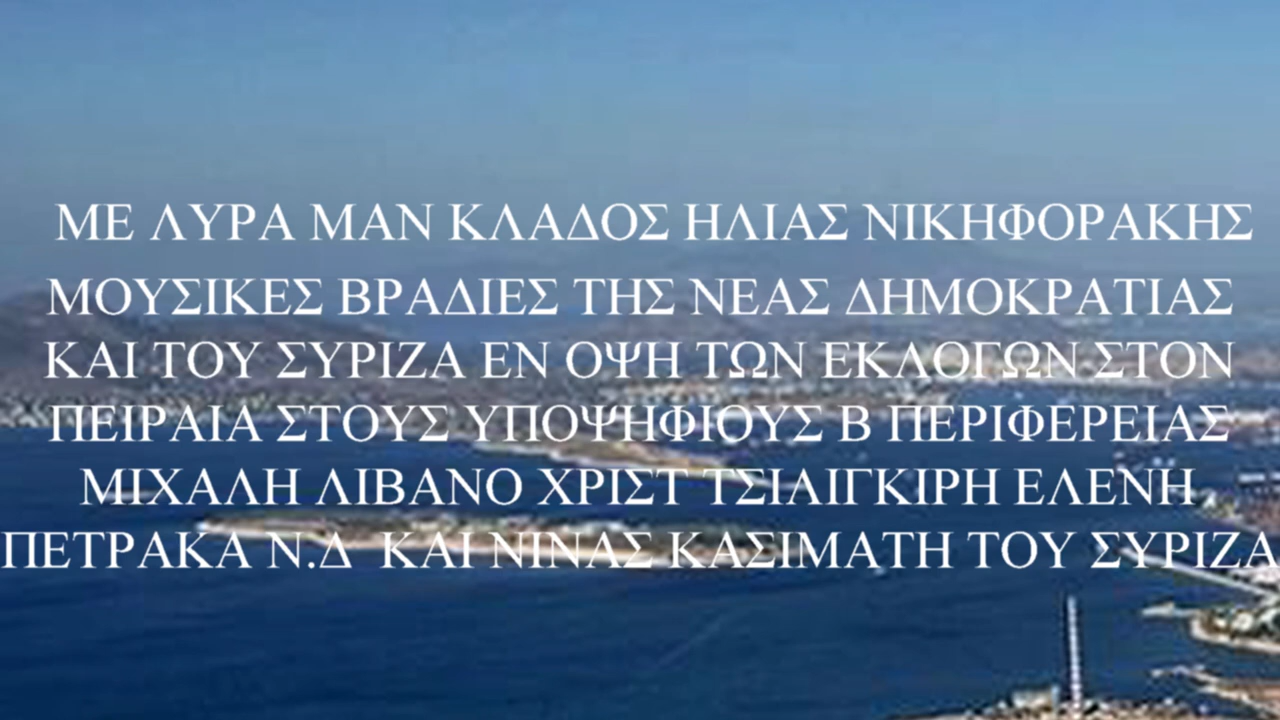 ΜΕ ΛΥΡΑ ΜΑΝ ΚΛΑΔΟΣ ΗΛΙΑΣ ΝΙΚΗΦΟΡΑΚΗΣ
ΜΟΥΣΙΚΕΣ ΒΡΑΔΙΕΣ ΤΗΣ ΝΕΑΣ ΔΗΜΟΚΡΑΤΙΑΣ
ΚΑΙ ΤΟΥ ΣΥΡΙΖΑ ΕΝ ΟΨΗ ΤΩΝ ΕΚΛΟΓΩΝ ΣΤΟΝ
ΠΕΙΡΑΙΑ ΣΤΟΥΣ ΥΠΟΨΗΦΙΟΥΣ Β ΠΕΡΙΦΕΡΕΙΑΣ
ΜΙΧΑΛΗ ΛΙΒΑΝΟ ΧΡΙΣΤ ΤΣΙΛΙΓΚΙΡΗ ΕΛΕΝΗ
ΠΕΤΡΑΚΑ Ν.Δ ΚΑΙ ΝΙΝΑΣ ΚΑΣΙΜΑΤΗ ΤΟΥ ΣΥΡΙΖΑ